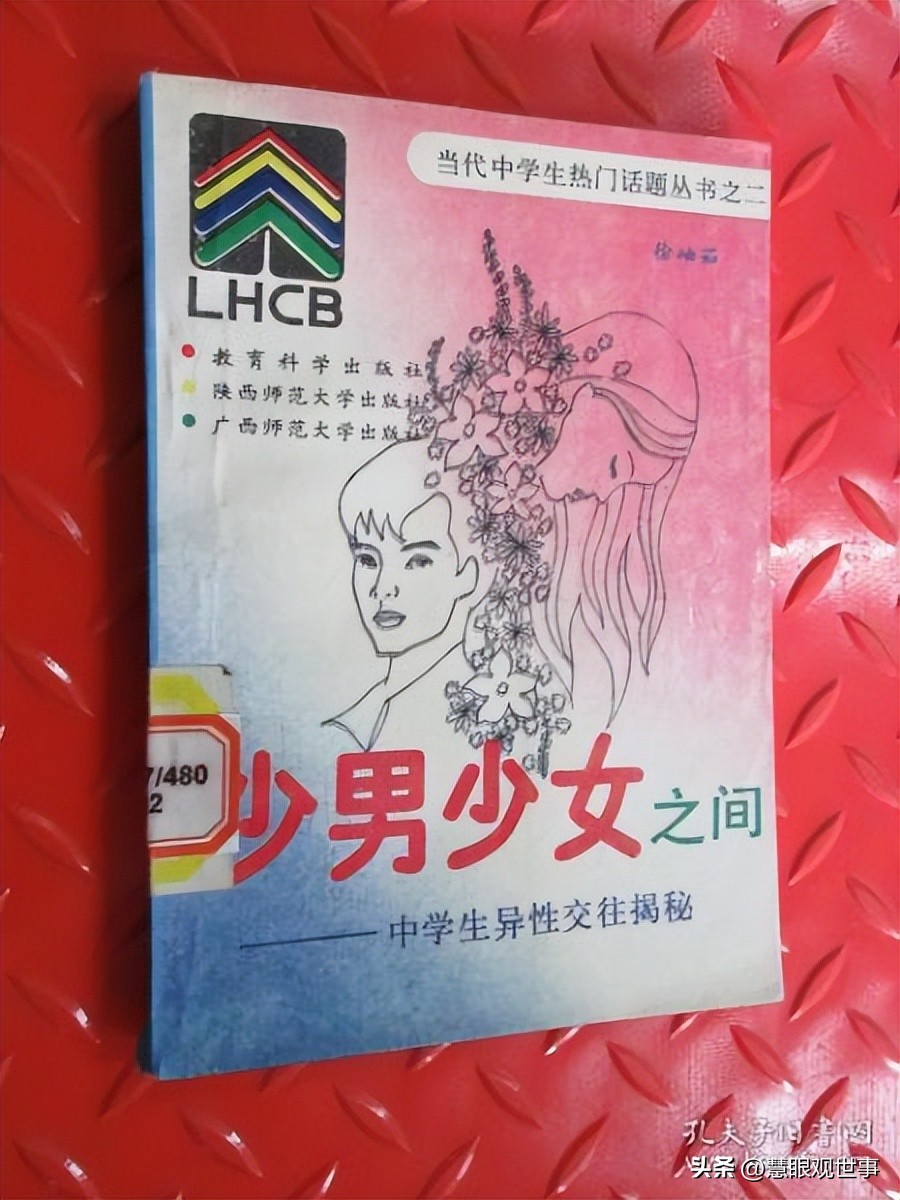 当代中学生热门话题丛书之二
LHCB
教育科学出版社
陕西师范大学出版社
广西师范大学出版社
7/480
2
少男少女之间
——中学生异性交往揭秘
孔夫子旧书网
头条 @慧眼观世事